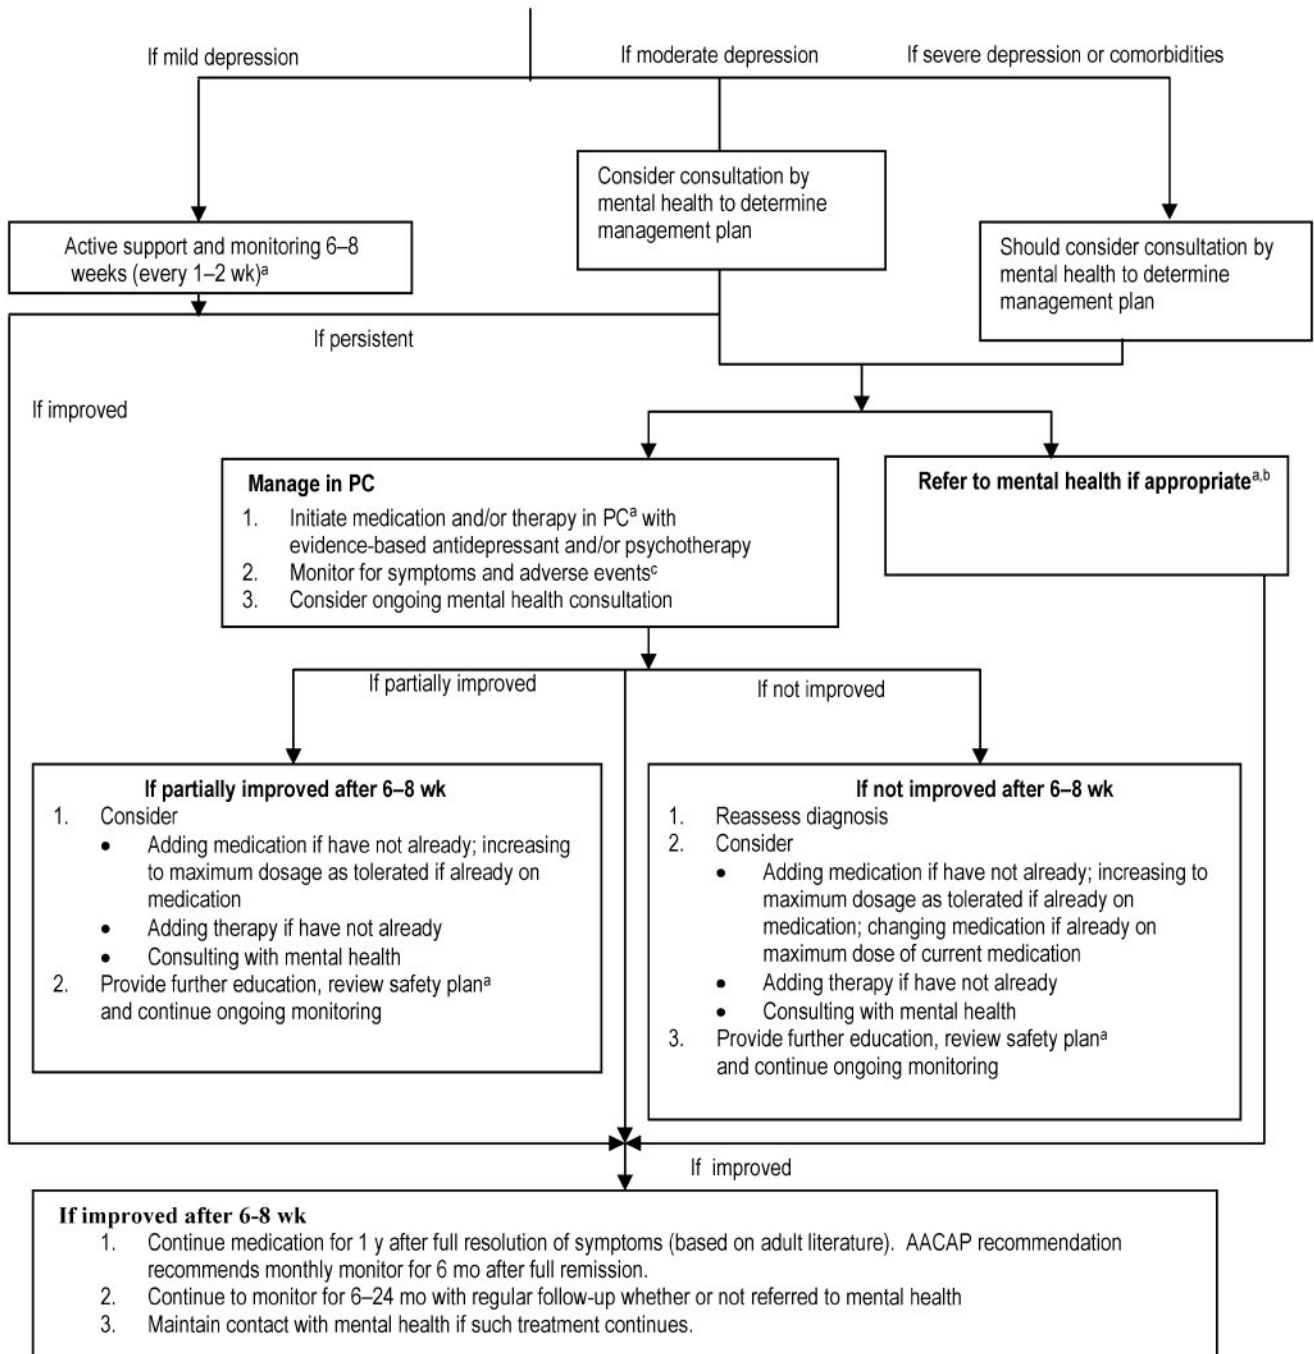 If mild depression
If moderate depression
If severe depression or comorbidities
Active support and monitoring 6–8
weeks (every 1–2 wk)ᵃ
Consider consultation by
mental health to determine
management plan
Should consider consultation by
mental health to determine
management plan
If persistent
If improved
Manage in PC
1. Initiate medication and/or therapy in PCᵃ with
evidence-based antidepressant and/or psychotherapy
2. Monitor for symptoms and adverse eventsᶜ
3. Consider ongoing mental health consultation
Refer to mental health if appropriateᵃ,ᵇ
If partially improved
If not improved
If partially improved after 6–8 wk
1. Consider
• Adding medication if have not already; increasing
to maximum dosage as tolerated if already on
medication
• Adding therapy if have not already
• Consulting with mental health
2. Provide further education, review safety planᵃ
and continue ongoing monitoring
If not improved after 6–8 wk
1. Reassess diagnosis
2. Consider
• Adding medication if have not already; increasing to
maximum dosage as tolerated if already on
medication; changing medication if already on
maximum dose of current medication
• Adding therapy if have not already
• Consulting with mental health
3. Provide further education, review safety planᵃ
and continue ongoing monitoring
If improved
If improved after 6-8 wk
1. Continue medication for 1 y after full resolution of symptoms (based on adult literature). AACAP recommendation
recommends monthly monitor for 6 mo after full remission.
2. Continue to monitor for 6–24 mo with regular follow-up whether or not referred to mental health
3. Maintain contact with mental health if such treatment continues.